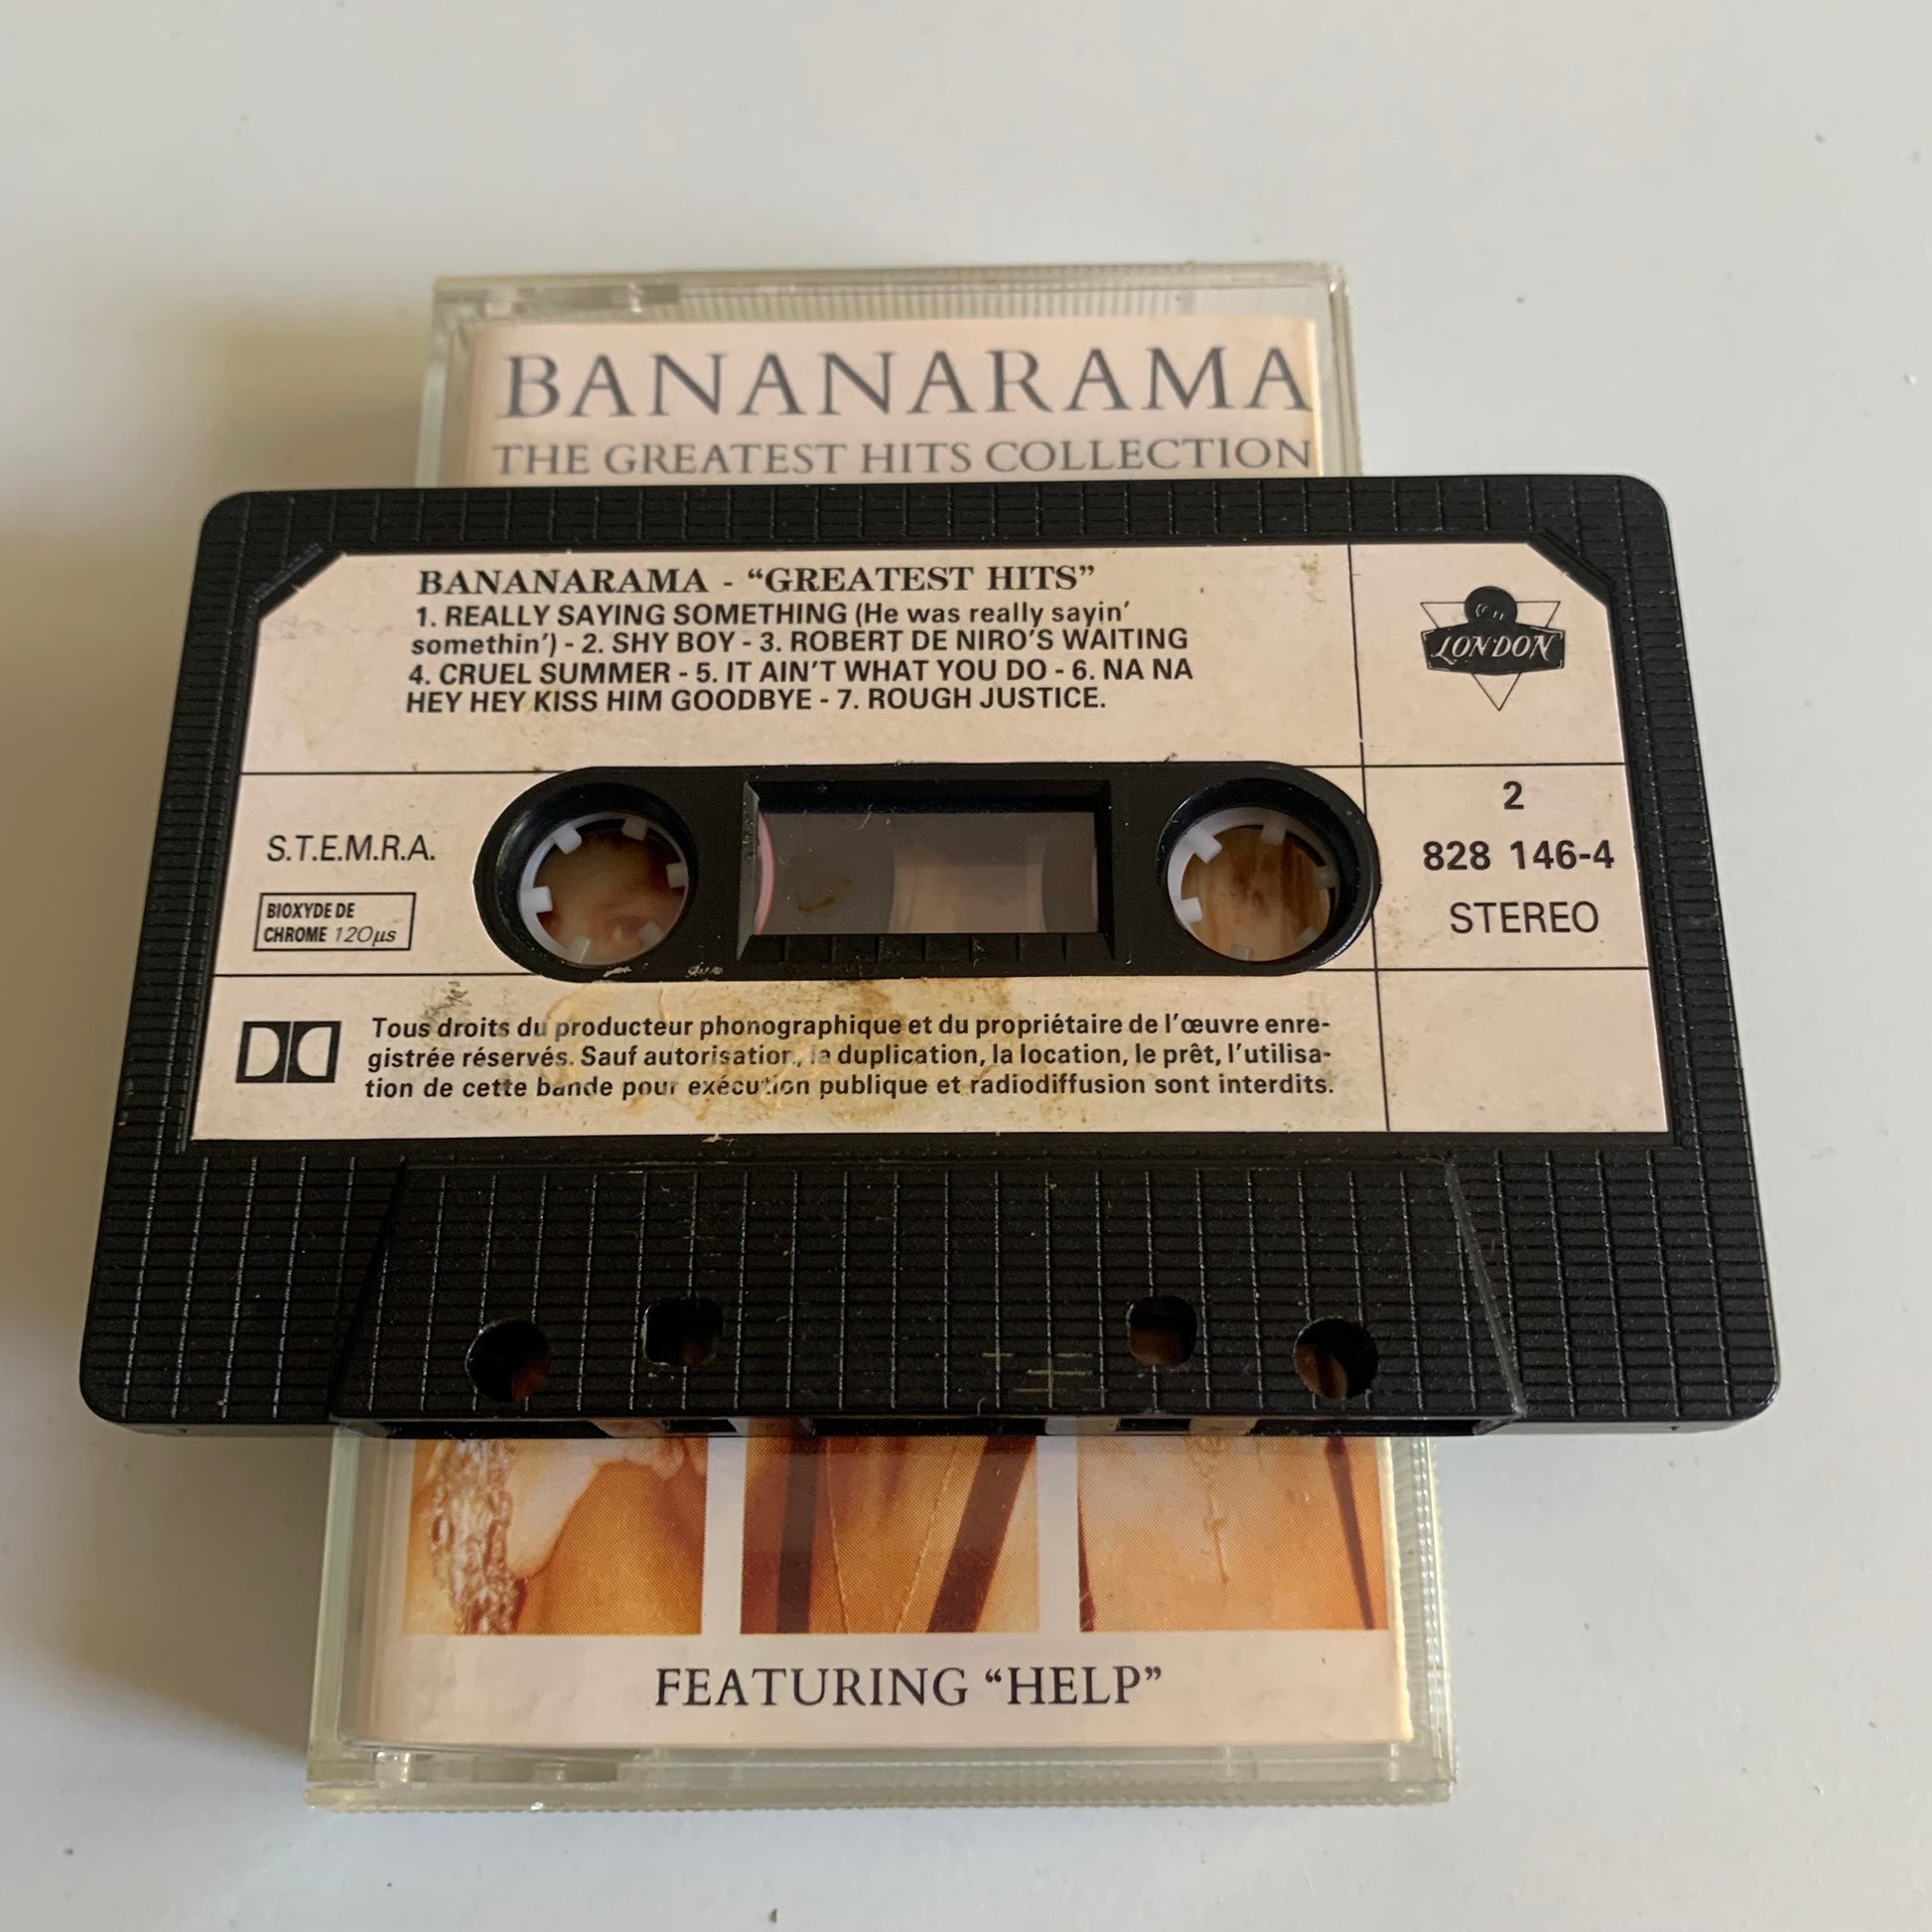 BANANARAMA
THE GREATEST HITS COLLECTION
BANANARAMA - “GREATEST HITS”
1. REALLY SAYING SOMETHING (He was really sayin’
somethin’) - 2. SHY BOY - 3. ROBERT DE NIRO’S WAITING
4. CRUEL SUMMER - 5. IT AIN’T WHAT YOU DO - 6. NA NA
HEY HEY KISS HIM GOODBYE - 7. ROUGH JUSTICE.
LONDON
S.T.E.M.R.A.
BIOXYDE DE
CHROME 120µs
2
828 146-4
STEREO
Tous droits du producteur phonographique et du propriétaire de l’œuvre enre-
gistrée réservés. Sauf autorisation, la duplication, la location, le prêt, l’utilisa-
tion de cette bande pour exécution publique et radiodiffusion sont interdits.
FEATURING “HELP”